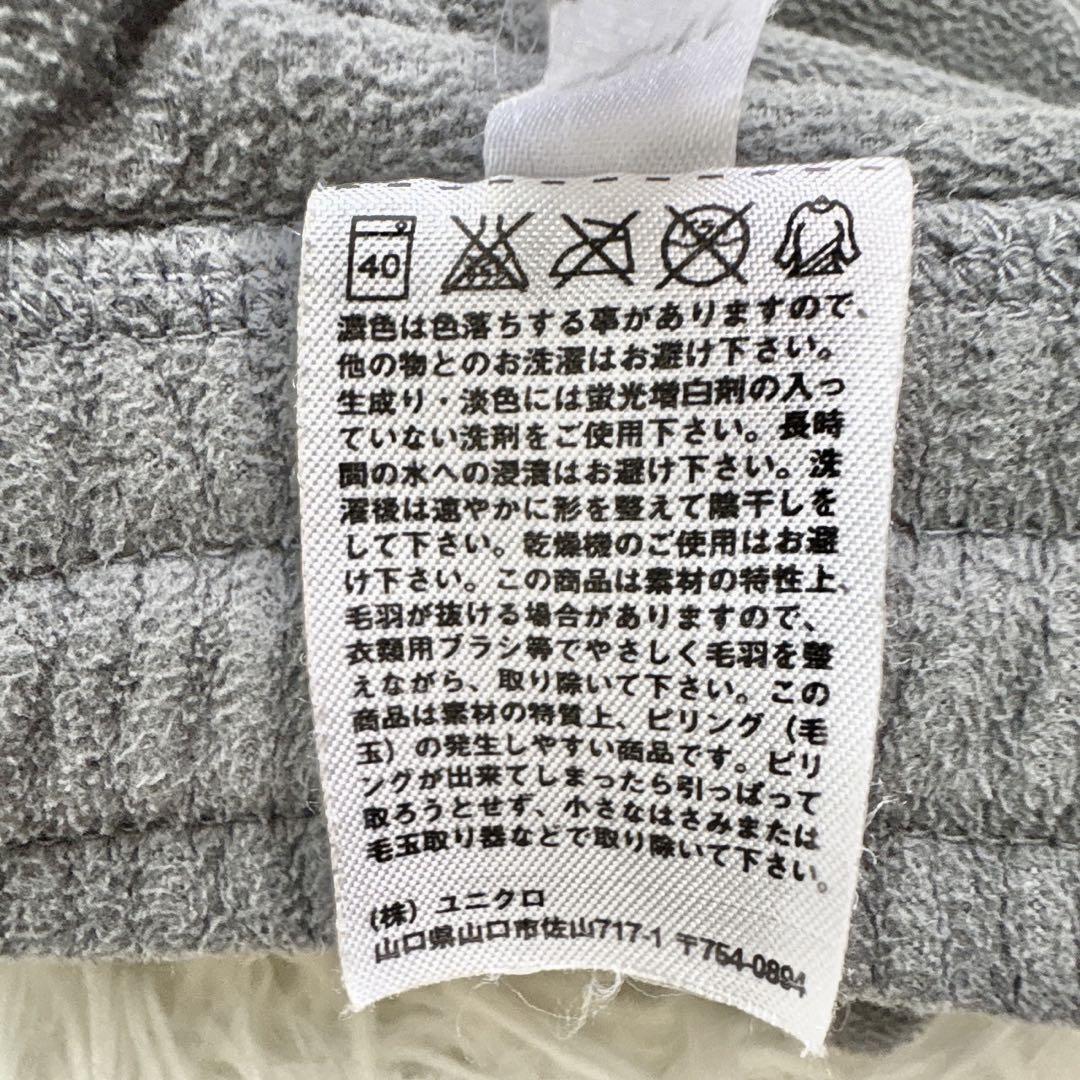 40
濃色は色落ちする事がありますので、
他の物とのお洗濯はお避け下さい。
生成り・淡色には蛍光増白剤の入っ
ていない洗剤をご使用下さい。長時
間の水への浸漬はお避け下さい。洗
濯後は速やかに形を整えて陰干しを
して下さい。乾燥機のご使用はお避
け下さい。この商品は素材の特性上、
毛羽が抜ける場合がありますので、
衣類用ブラシ等でやさしく毛羽を整
えながら、取り除いて下さい。この
商品は素材の特質上、ピリング（毛
玉）の発生しやすい商品です。ピリ
ングが出来てしまったら引っぱって
取ろうとせず、小さなはさみまたは
毛玉取り器などで取り除いて下さい。
（株）ユニクロ
山口県山口市佐山717-1 〒754-0894